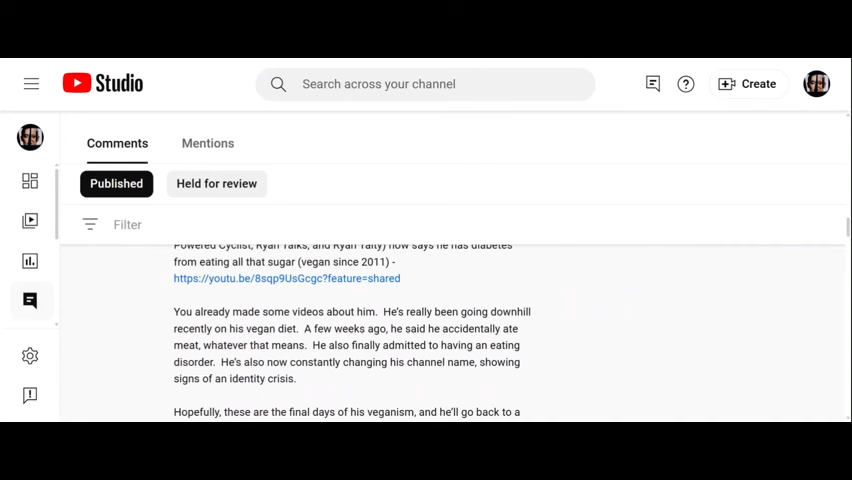 Studio
Search across your channel
Create
Comments
Mentions
Published
Held for review
Filter
Powered Cyclist, Ryan Talks, and Ryan Taity) now says he has diabetes
from eating all that sugar (vegan since 2011) -
https://youtu.be/8sqp9UsGcgc?feature=shared
You already made some videos about him. He's really been going downhill
recently on his vegan diet. A few weeks ago, he said he accidentally ate
meat, whatever that means. He also finally admitted to having an eating
disorder. He's also now constantly changing his channel name, showing
signs of an identity crisis.
Hopefully, these are the final days of his veganism, and he'll go back to a